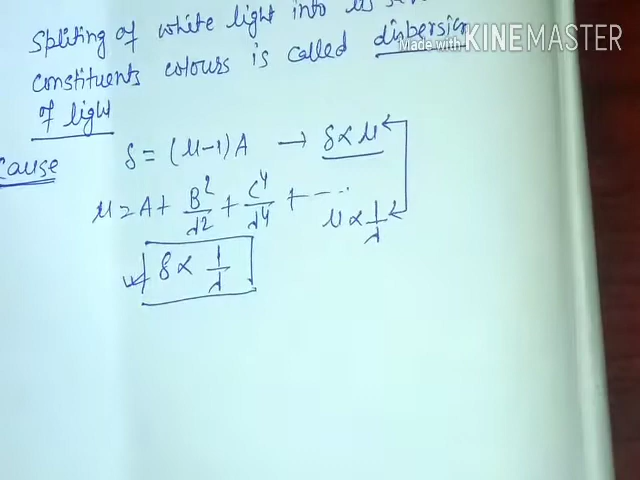 Spliting of white light into its
constituents colours is called dispersion
of light
Made with KINEMASTER
Cause δ = (μ-1)A → δ∝μ
μ = A + B²/λ2 + C⁴/λ4 + ---
μ∝1/λ
δ∝ 1/λ